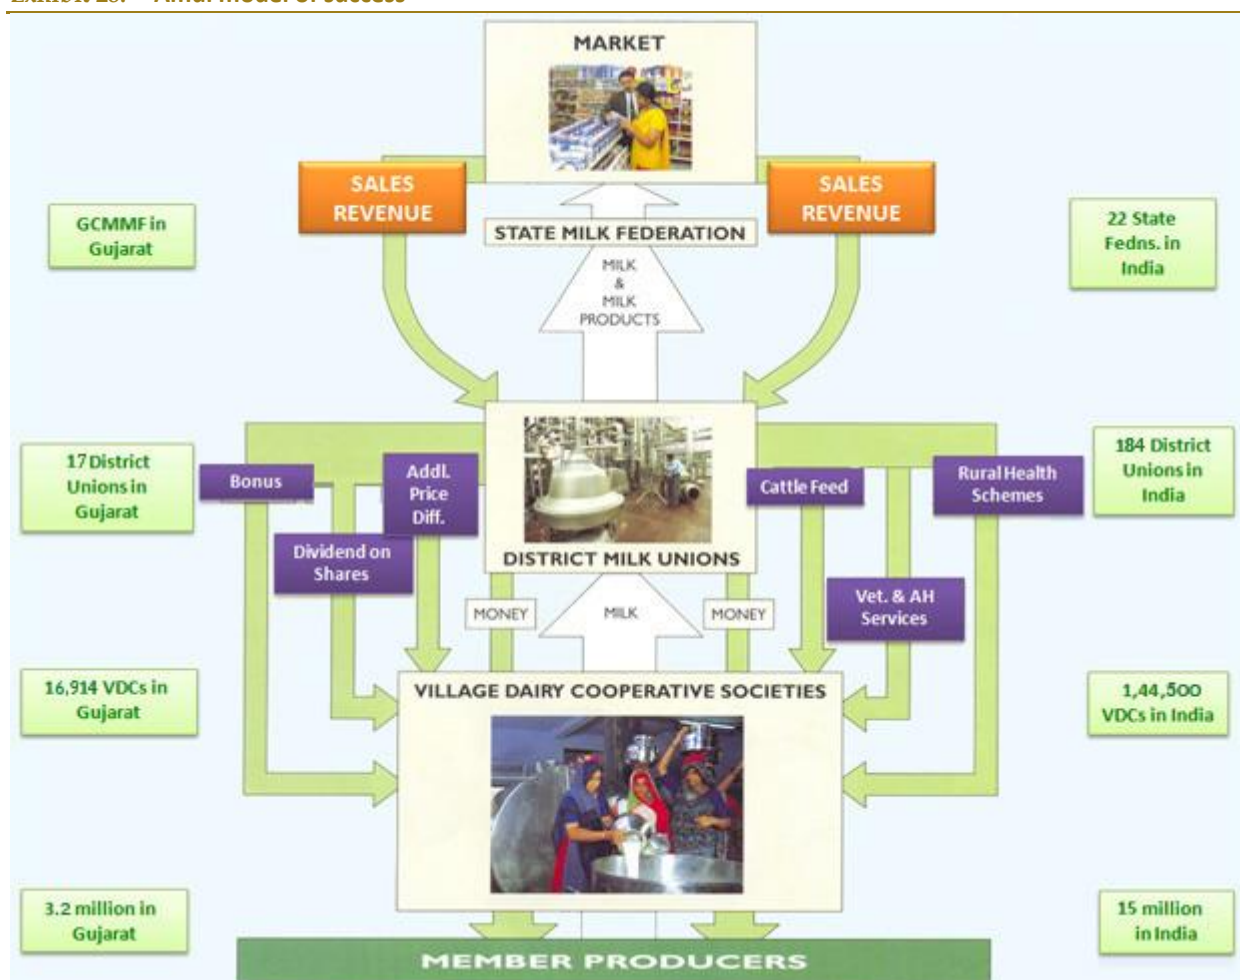 Amul model of success
MARKET
SALES
REVENUE
SALES
REVENUE
GCMMF in
Gujarat
STATE MILK FEDERATION
22 State
Fedns. in
India
MILK
&
MILK
PRODUCTS
17 District
Unions in
Gujarat
Bonus
Addl.
Price
Diff.
Dividend on
Shares
Cattle Feed
Rural Health
Schemes
184 District
Unions in
India
DISTRICT MILK UNIONS
Vet. & AH
Services
MONEY
MILK
MONEY
16,914 VDCs in
Gujarat
VILLAGE DAIRY COOPERATIVE SOCIETIES
1,44,500
VDCs in India
3.2 million in
Gujarat
15 million
in India
MEMBER PRODUCERS